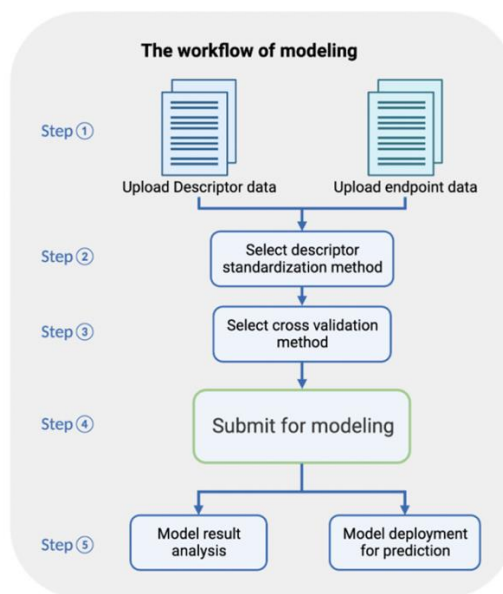 The workflow of modeling
Step ①
Upload Descriptor data
Upload endpoint data
Step ②
Select descriptor
standardization method
Step ③
Select cross validation
method
Step ④
Submit for modeling
Step ⑤
Model result
analysis
Model deployment
for prediction